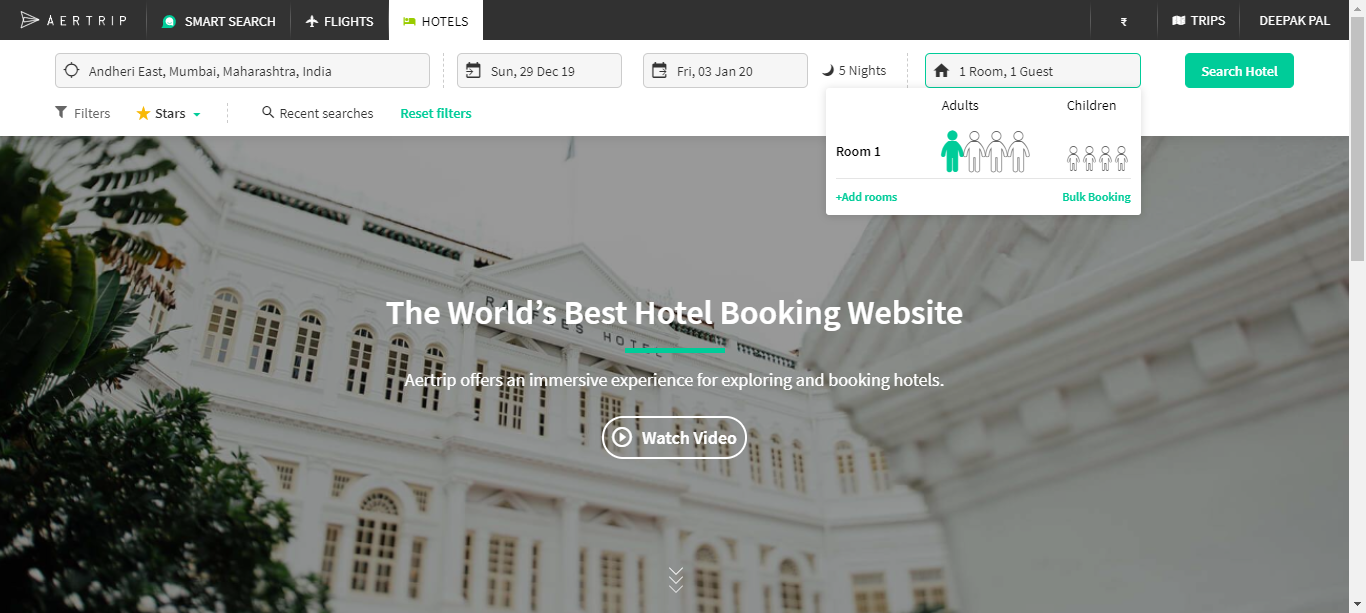 AERTRIP
SMART SEARCH
FLIGHTS
HOTELS
₹
TRIPS
DEEPAK PAL
Andheri East, Mumbai, Maharashtra, India
Sun, 29 Dec 19
Fri, 03 Jan 20
5 Nights
1 Room, 1 Guest
Search Hotel
Filters
Stars
Recent searches
Reset filters
Adults
Children
Room 1
+Add rooms
Bulk Booking
The World's Best Hotel Booking Website
RAFFLES HOTEL
Aertrip offers an immersive experience for exploring and booking hotels.
Watch Video